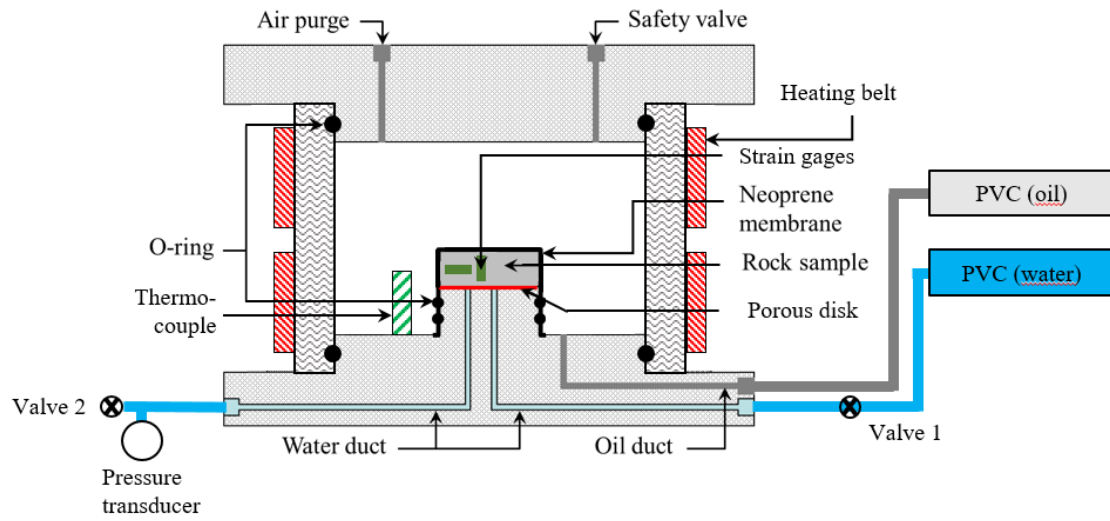 Air purge
Safety valve
Heating belt
Strain gages
Neoprene
membrane
PVC (oil)
O-ring
Rock sample
PVC (water)
Thermo-
couple
Porous disk
Valve 2
Water duct
Oil duct
Valve 1
Pressure
transducer